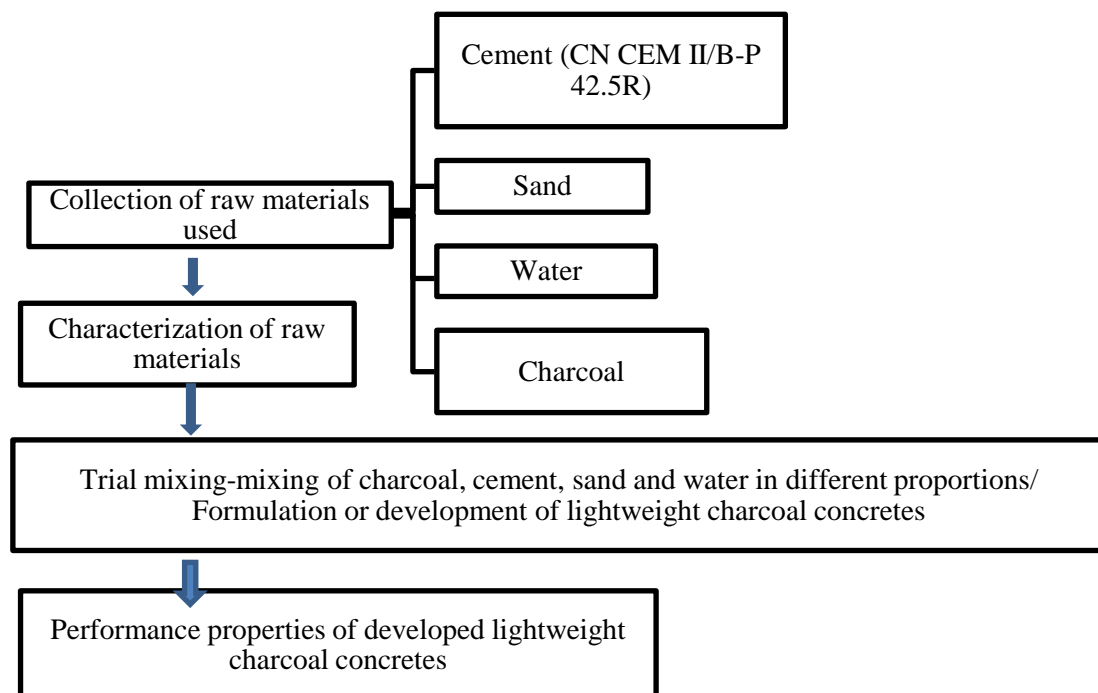 Cement (CN CEM II/B-P
42.5R)
Sand
Collection of raw materials
used
Water
Characterization of raw
materials
Charcoal
Trial mixing-mixing of charcoal, cement, sand and water in different proportions/
Formulation or development of lightweight charcoal concretes
Performance properties of developed lightweight
charcoal concretes